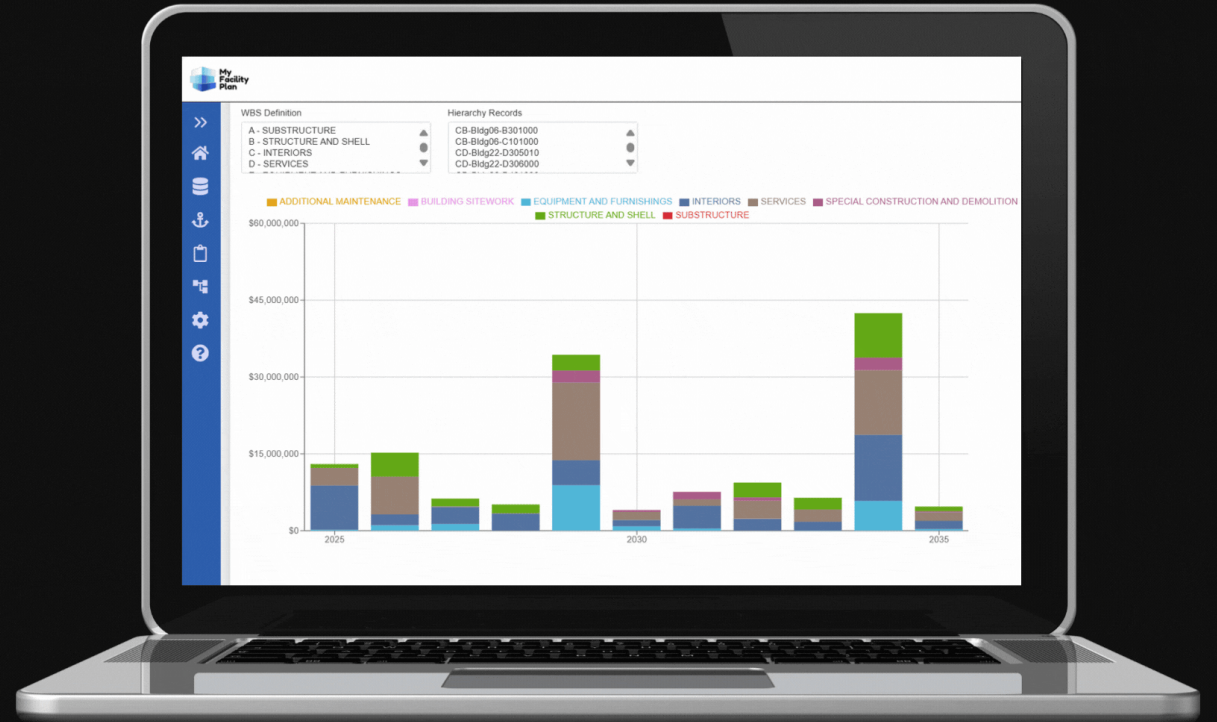 My
Facility
Plan
WBS Definition
Hierarchy Records
A - SUBSTRUCTURE
B - STRUCTURE AND SHELL
C - INTERIORS
D - SERVICES
CB-Bldg06-B301000
CB-Bldg06-C101000
CD-Bldg22-D305010
CD-Bldg22-D306000
ADDITIONAL MAINTENANCE BUILDING SITEWORK EQUIPMENT AND FURNISHINGS INTERIORS SERVICES SPECIAL CONSTRUCTION AND DEMOLITION
STRUCTURE AND SHELL SUBSTRUCTURE
$60,000,000
$45,000,000
$30,000,000
$15,000,000
$0
2025 2030 2035